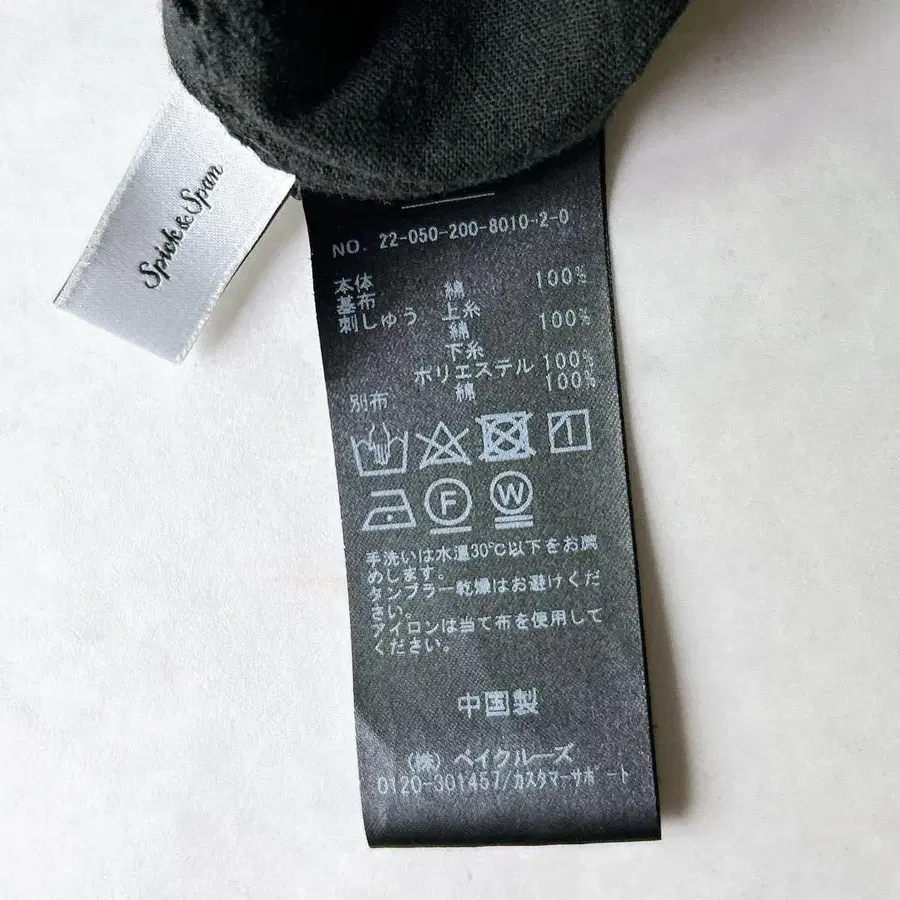 Spick&Span
NO. 22-050-200-8010-2-0
本体
基布 綿 100%
刺しゅう 上糸
綿 100%
下糸
ポリエステル 100%
別布 綿 100%
F W
手洗いは水温30℃以下をお薦
めします。
タンブラー乾燥はお避けくだ
さい。
アイロンは当て布を使用して
ください。
中国製
(株) ベイクルーズ
0120-301457/カスタマーサポート